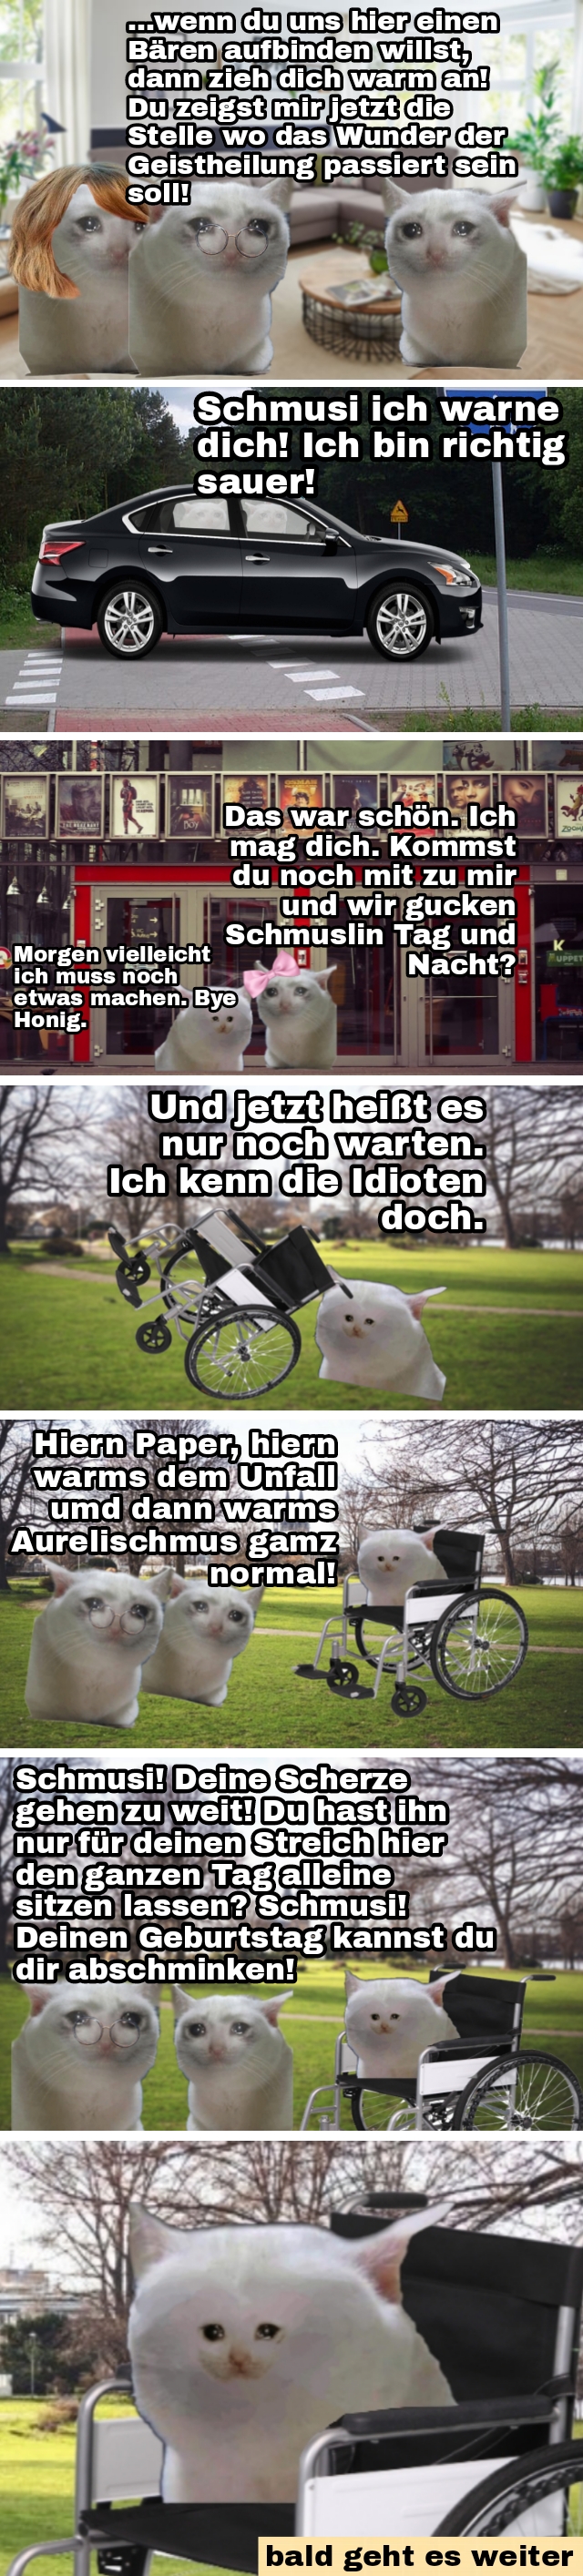 ...wenn du uns hier einen
Bären aufbinden willst,
dann zieh dich warm an!
Du zeigst mir jetzt die
Stelle wo das Wunder der
Geistheilung passiert sein
soll!
Schmusi ich warne
dich! Ich bin richtig
sauer!
Das war schön. Ich
mag dich. Kommst
du noch mit zu mir
und wir gucken
Schmuslin Tag und
Nacht?
Morgen vielleicht
ich muss noch
etwas machen. Bye
Honig.
Und jetzt heißt es
nur noch warten.
Ich kenn die Idioten
doch.
Hiern Paper, hiern
warms dem Unfall
umd dann warms
Aurelischmus gamz
normal!
Schmusi! Deine Scherze
gehen zu weit! Du hast ihn
nur für deinen Streich hier
den ganzen Tag alleine
sitzen lassen? Schmusi!
Deinen Geburtstag kannst du
dir abschminken!
bald geht es weiter